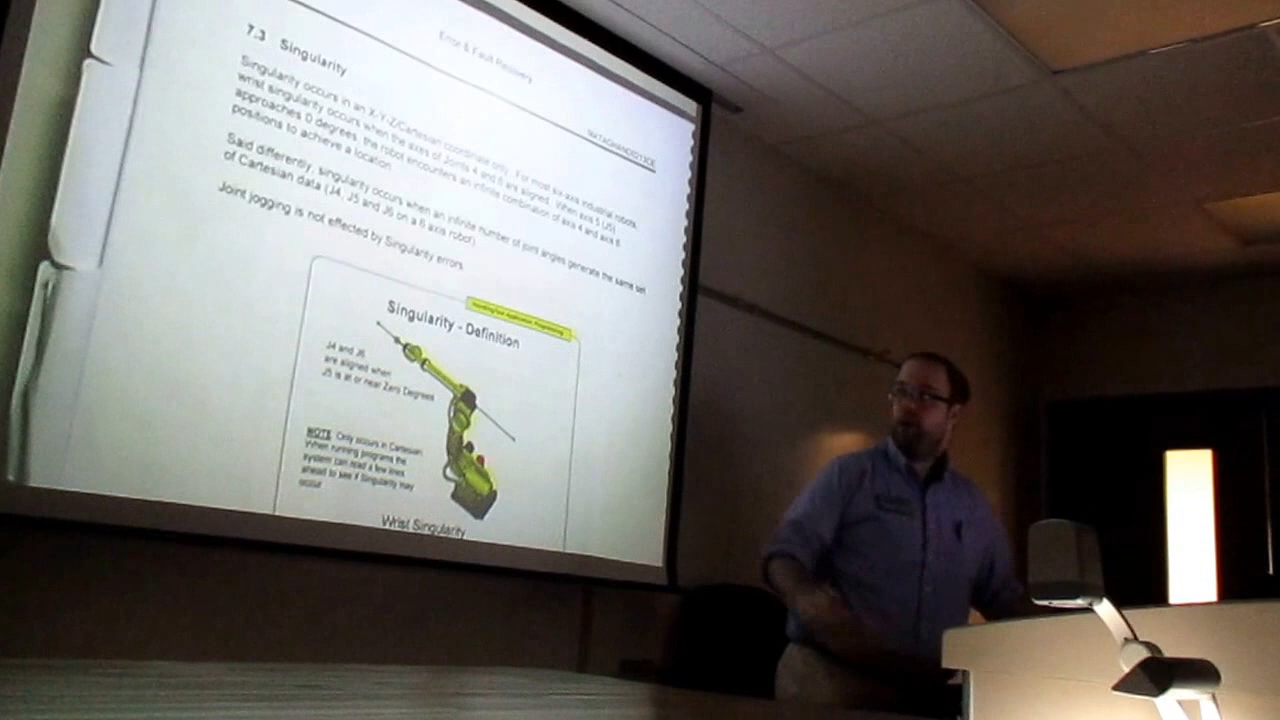 Error & Fault Recovery
7.3 Singularity
Singularity occurs in an X-Y-Z/Cartesian coordinate only. For most six-axis industrial robots,
wrist singularity occurs when the axes of Joints 4 and 6 are aligned. When axis 5 (J5)
approaches 0 degrees, the robot encounters an infinite combination of axis 4 and axis 6
positions to achieve a location.
Said differently, singularity occurs when an infinite number of joint angles generate the same set
of Cartesian data (J4, J5 and J6 on a 6 axis robot)
Joint jogging is not effected by Singularity errors
HandlingTool Application Programming
Singularity - Definition
J4 and J6
are aligned when
J5 is at or near Zero Degrees
NOTE Only occurs in Cartesian
When running programs the
system can read a few lines
ahead to see if Singularity may
occur
Wrist Singularity